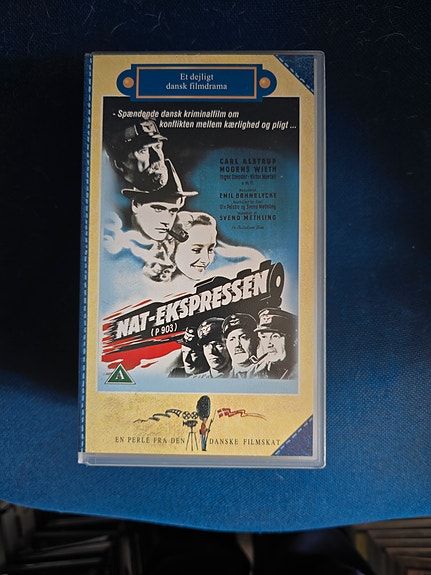 Et dejligt
dansk filmdrama
- Spændende dansk kriminalfilm om
konflikten mellem kærlighed og pligt ...
CARL ALSTRUP
MOGENS WIETH
EMIL BØNNELYCKE
SVEND METHLING
NAT-EKSPRESSEN
(P 903)
A
EN PERLE FRA DEN DANSKE FILMSKAT